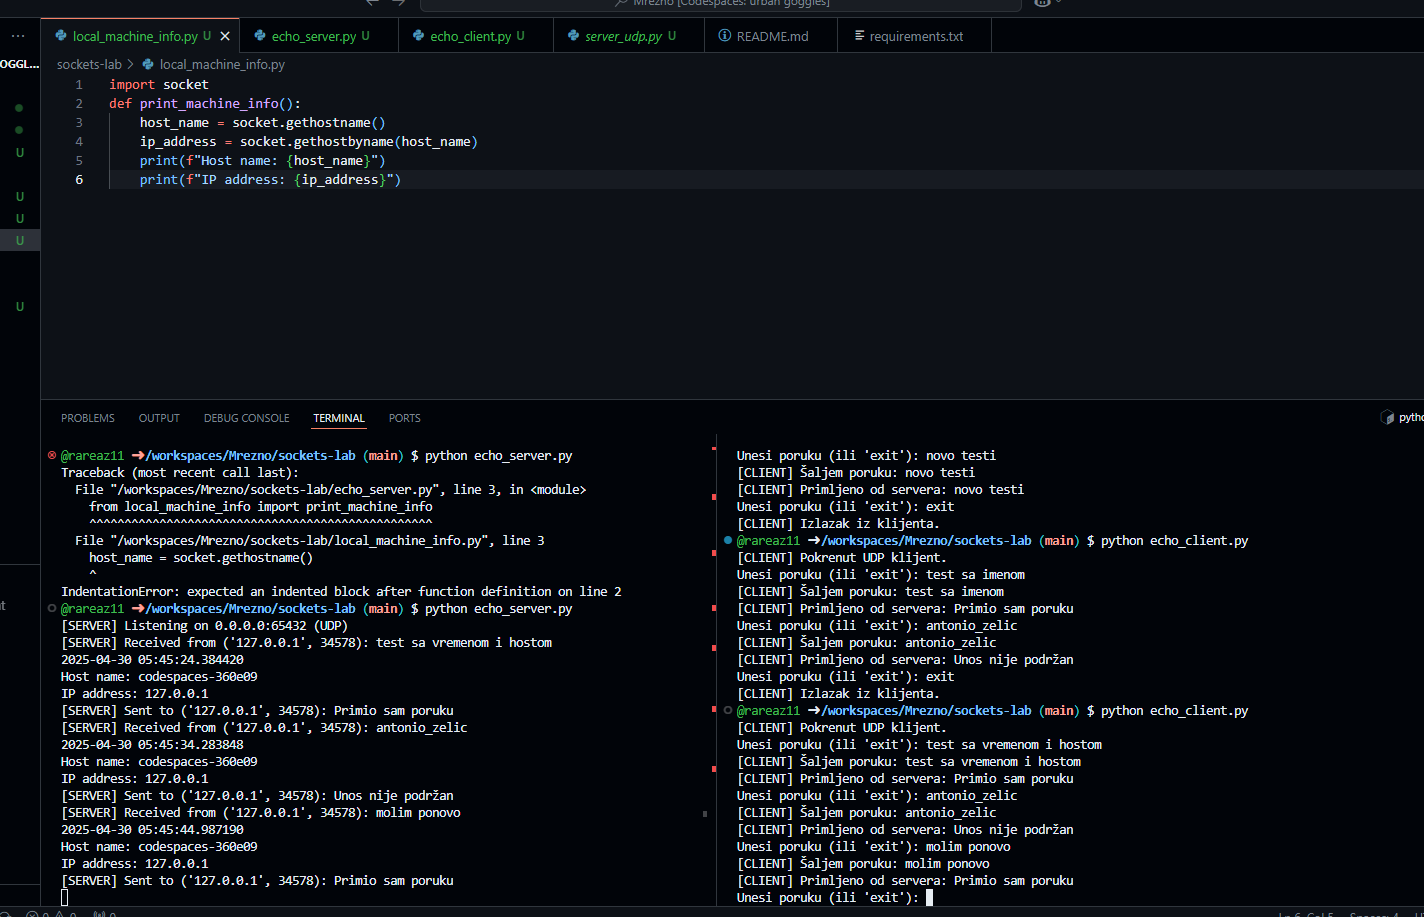 Mrezno [Codespaces: urban goggles]
local_machine_info.py U
echo_server.py U
echo_client.py U
server_udp.py U
README.md
requirements.txt
OGGL...
sockets-lab > local_machine_info.py
1 import socket
2 def print_machine_info():
3 host_name = socket.gethostname()
4 ip_address = socket.gethostbyname(host_name)
5 print(f"Host name: {host_name}")
6 print(f"IP address: {ip_address}")
U
U
U
U
U
PROBLEMS OUTPUT DEBUG CONSOLE TERMINAL PORTS
@rareaz11 ➜/workspaces/Mrezno/sockets-lab (main) $ python echo_server.py
Traceback (most recent call last):
File "/workspaces/Mrezno/sockets-lab/echo_server.py", line 3, in <module>
from local_machine_info import print_machine_info
^^^^^^^^^^^^^^^^^^^^^^^^^^^^^^^^^^^^^^^^^^^^^^^^^
File "/workspaces/Mrezno/sockets-lab/local_machine_info.py", line 3
host_name = socket.gethostname()
^
IndentationError: expected an indented block after function definition on line 2
@rareaz11 ➜/workspaces/Mrezno/sockets-lab (main) $ python echo_server.py
[SERVER] Listening on 0.0.0.0:65432 (UDP)
[SERVER] Received from ('127.0.0.1', 34578): test sa vremenom i hostom
2025-04-30 05:45:24.384420
Host name: codespaces-360e09
IP address: 127.0.0.1
[SERVER] Sent to ('127.0.0.1', 34578): Primio sam poruku
[SERVER] Received from ('127.0.0.1', 34578): antonio_zelic
2025-04-30 05:45:34.283848
Host name: codespaces-360e09
IP address: 127.0.0.1
[SERVER] Sent to ('127.0.0.1', 34578): Unos nije podržan
[SERVER] Received from ('127.0.0.1', 34578): molim ponovo
2025-04-30 05:45:44.987190
Host name: codespaces-360e09
IP address: 127.0.0.1
[SERVER] Sent to ('127.0.0.1', 34578): Primio sam poruku
Unesi poruku (ili 'exit'): novo testi
[CLIENT] Šaljem poruku: novo testi
[CLIENT] Primljeno od servera: novo testi
Unesi poruku (ili 'exit'): exit
[CLIENT] Izlazak iz klijenta.
@rareaz11 ➜/workspaces/Mrezno/sockets-lab (main) $ python echo_client.py
[CLIENT] Pokrenut UDP klijent.
Unesi poruku (ili 'exit'): test sa imenom
[CLIENT] Šaljem poruku: test sa imenom
[CLIENT] Primljeno od servera: Primio sam poruku
Unesi poruku (ili 'exit'): antonio_zelic
[CLIENT] Šaljem poruku: antonio_zelic
[CLIENT] Primljeno od servera: Unos nije podržan
Unesi poruku (ili 'exit'): exit
[CLIENT] Izlazak iz klijenta.
@rareaz11 ➜/workspaces/Mrezno/sockets-lab (main) $ python echo_client.py
[CLIENT] Pokrenut UDP klijent.
Unesi poruku (ili 'exit'): test sa vremenom i hostom
[CLIENT] Šaljem poruku: test sa vremenom i hostom
[CLIENT] Primljeno od servera: Primio sam poruku
Unesi poruku (ili 'exit'): antonio_zelic
[CLIENT] Šaljem poruku: antonio_zelic
[CLIENT] Primljeno od servera: Unos nije podržan
Unesi poruku (ili 'exit'): molim ponovo
[CLIENT] Šaljem poruku: molim ponovo
[CLIENT] Primljeno od servera: Primio sam poruku
Unesi poruku (ili 'exit'):